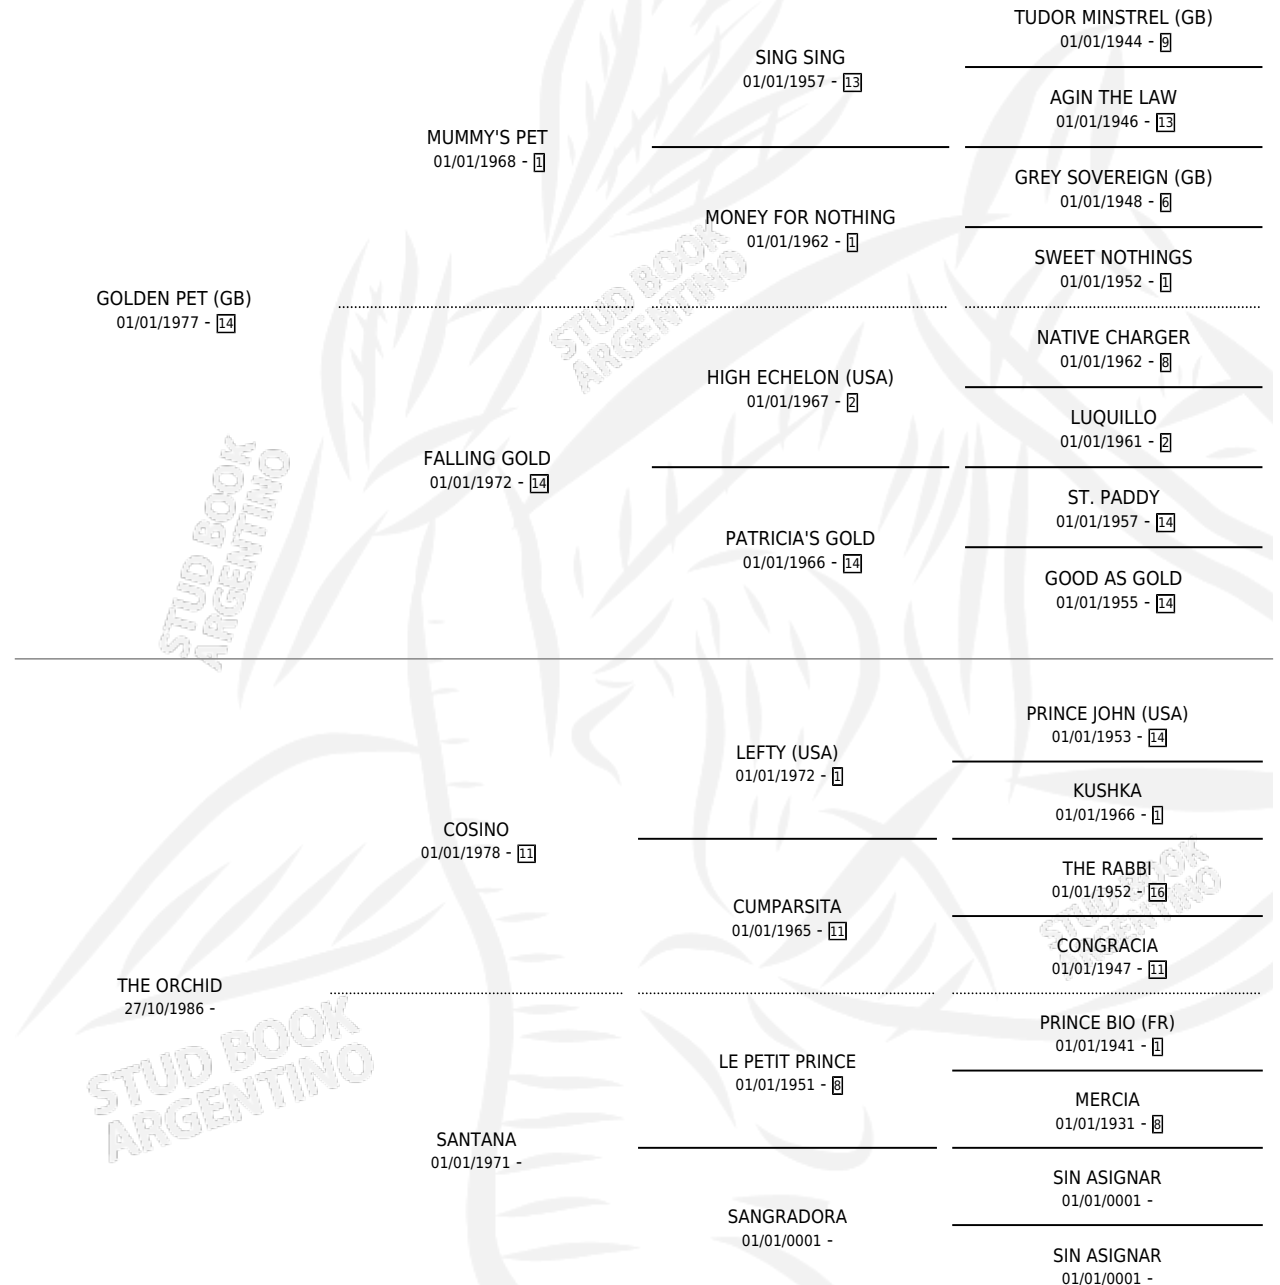 TUDOR MINSTREL (GB)
01/01/1944 - 9
SING SING
01/01/1957 - 13
AGIN THE LAW
01/01/1946 - 13
MUMMY'S PET
01/01/1968 - 1
GREY SOVEREIGN (GB)
01/01/1948 - 6
MONEY FOR NOTHING
01/01/1962 - 1
SWEET NOTHINGS
01/01/1952 - 1
GOLDEN PET (GB)
01/01/1977 - 14
NATIVE CHARGER
01/01/1962 - 8
HIGH ECHELON (USA)
01/01/1967 - 2
LUQUILLO
01/01/1961 - 2
FALLING GOLD
01/01/1972 - 14
ST. PADDY
01/01/1957 - 14
PATRICIA'S GOLD
01/01/1966 - 14
GOOD AS GOLD
01/01/1955 - 14
PRINCE JOHN (USA)
01/01/1953 - 14
LEFTY (USA)
01/01/1972 - 1
KUSHKA
01/01/1966 - 1
COSINO
01/01/1978 - 11
THE RABBI
01/01/1952 - 16
CUMPARSITA
01/01/1965 - 11
CONGRACIA
01/01/1947 - 11
THE ORCHID
27/10/1986 -
PRINCE BIO (FR)
01/01/1941 - 1
LE PETIT PRINCE
01/01/1951 - 8
MERCIA
01/01/1931 - 8
SANTANA
01/01/1971 -
SIN ASIGNAR
01/01/0001 -
SANGRADORA
01/01/0001 -
SIN ASIGNAR
01/01/0001 -
STUD BOOK
ARGENTINO
STUD BOOK
ARGENTINO
STUD BOOK
ARGENTINO
STUD BOOK
ARGENTINO